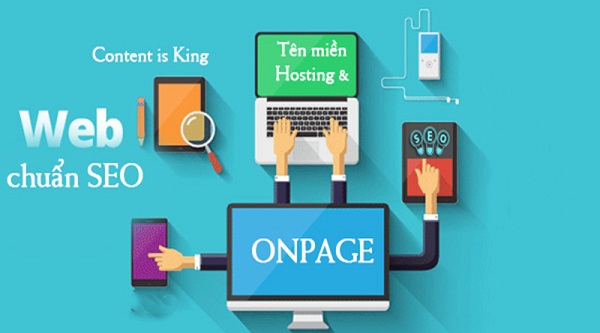 Content is King
Tên miền
Hosting &
Web
chuẩn SEO
SEO
ONPAGE